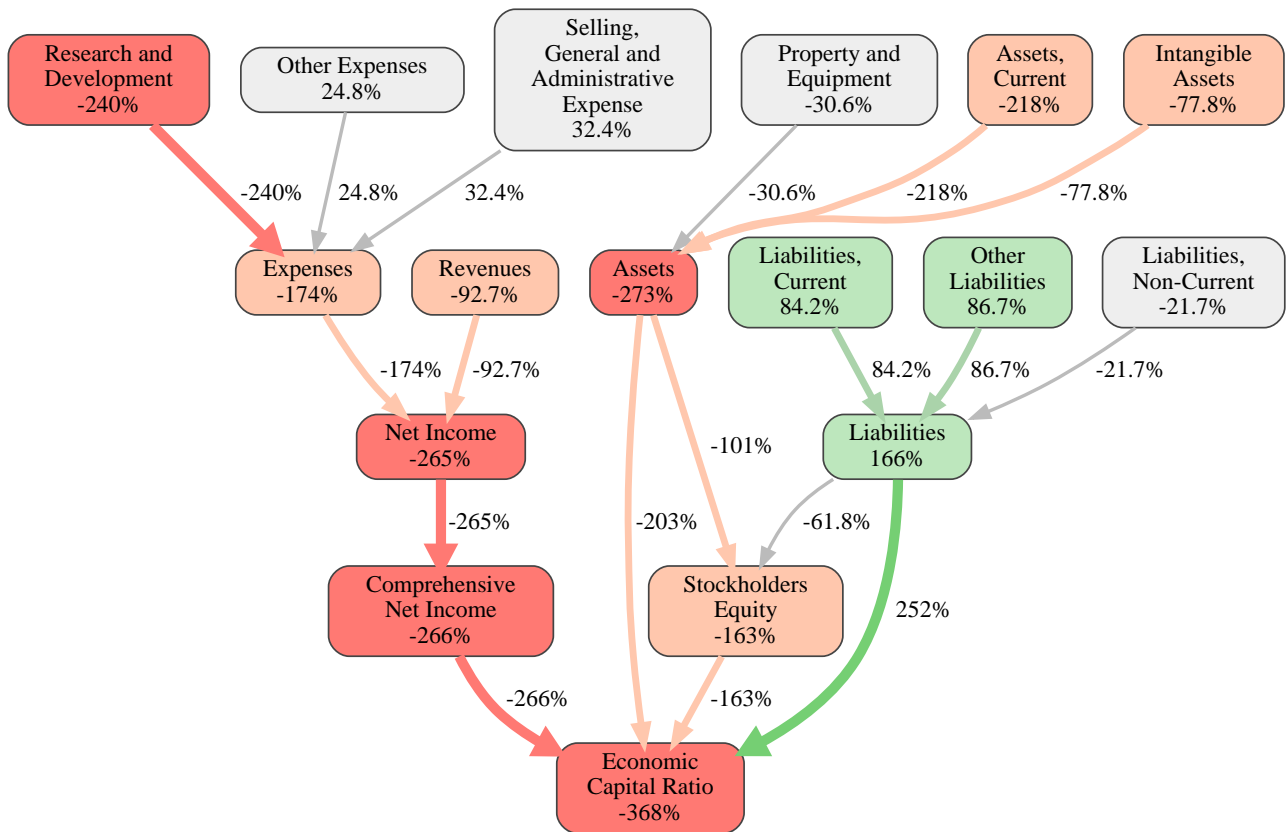 Research and
Development
-240%
Other Expenses
24.8%
Selling,
General and
Administrative
Expense
32.4%
Property and
Equipment
-30.6%
Assets,
Current
-218%
Intangible
Assets
-77.8%
-240%
24.8%
32.4%
-30.6%
-218%
-77.8%
Expenses
-174%
Revenues
-92.7%
Assets
-273%
Liabilities,
Current
84.2%
Other
Liabilities
86.7%
Liabilities,
Non-Current
-21.7%
-174%
-92.7%
84.2%
86.7%
-21.7%
Net Income
-265%
-101%
Liabilities
166%
-265%
-203%
-61.8%
Comprehensive
Net Income
-266%
Stockholders
Equity
-163%
252%
-266%
-163%
Economic
Capital Ratio
-368%